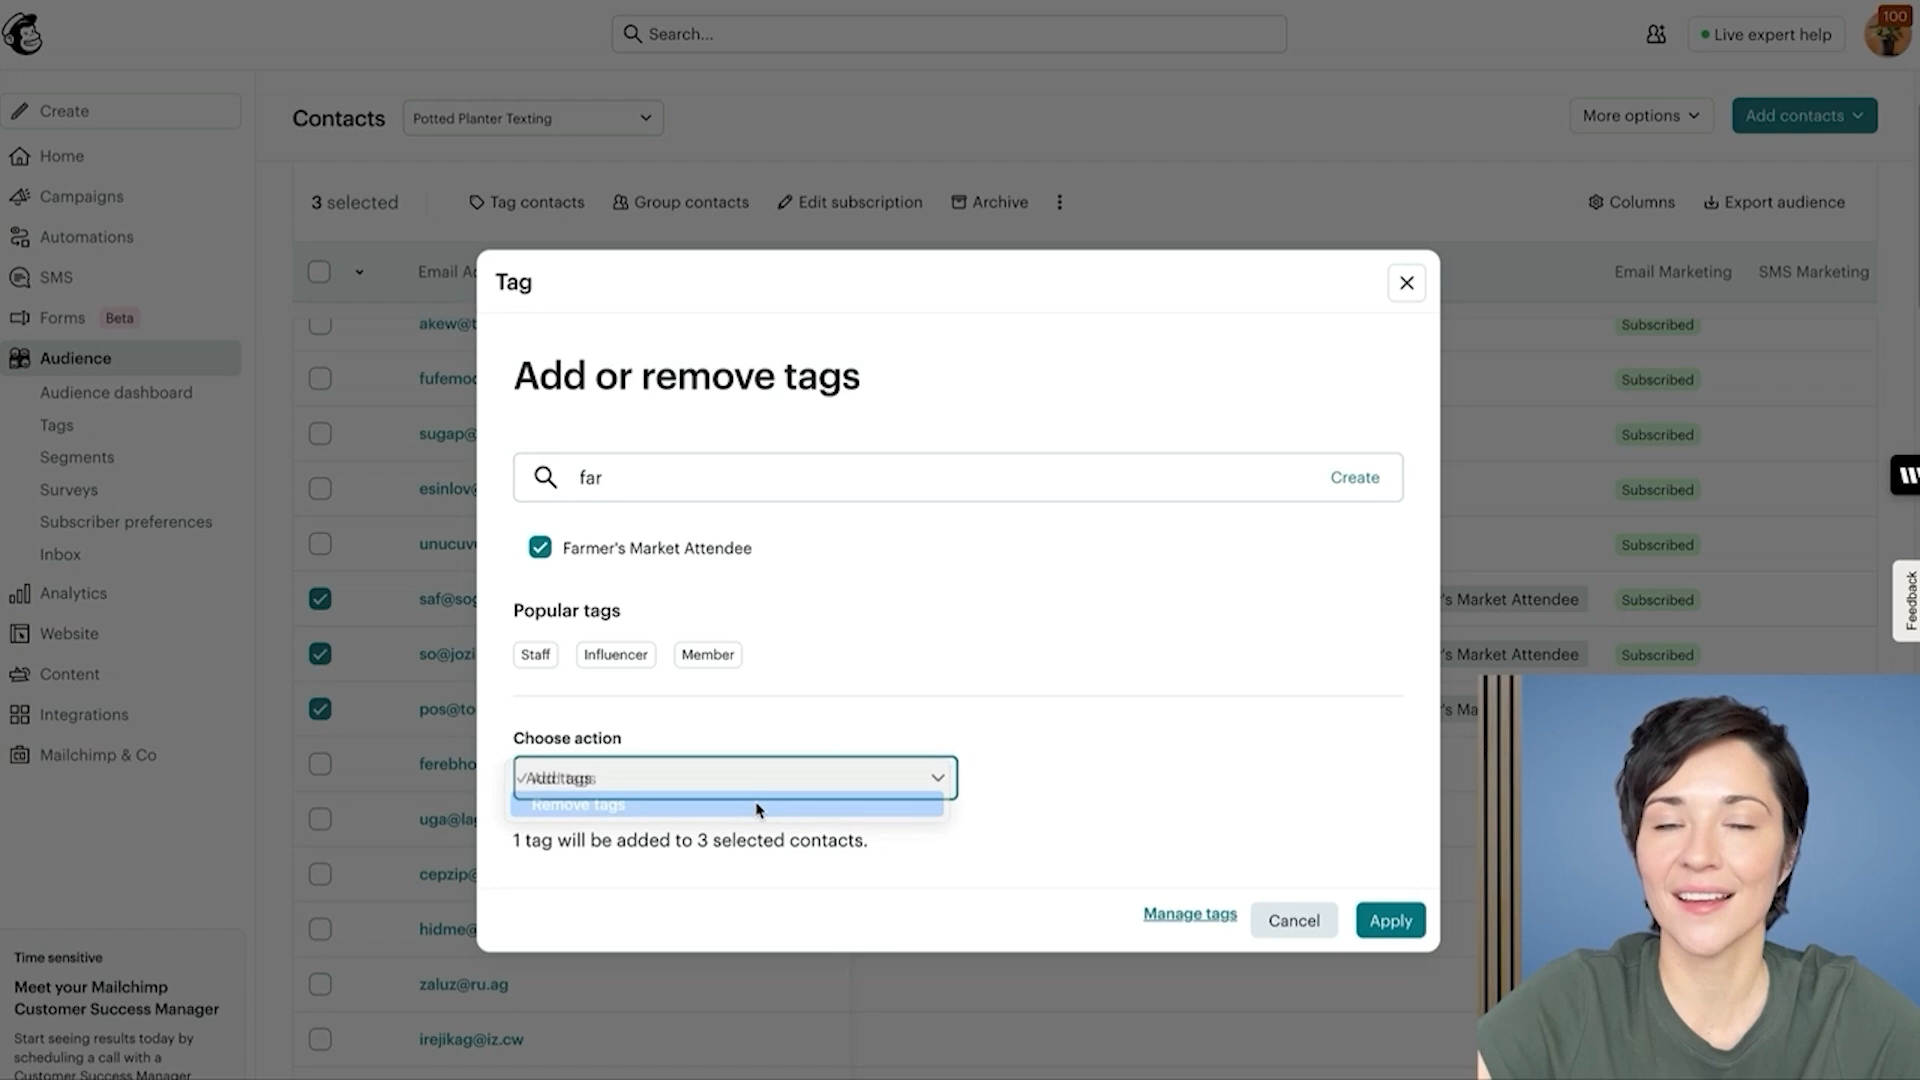 Search...
Live expert help
100
Create
Home
Campaigns
Automations
SMS
Forms Beta
Audience
Audience dashboard
Tags
Segments
Surveys
Subscriber preferences
Inbox
Analytics
Website
Content
Integrations
Mailchimp & Co
Time sensitive
Meet your Mailchimp
Customer Success Manager
Start seeing results today by
scheduling a call with a
Customer Success Manager
Contacts
Potted Planter Texting
More options
Add contacts
3 selected
Tag contacts
Group contacts
Edit subscription
Archive
Columns
Export audience
Email
Email Marketing
SMS Marketing
akew@
Subscribed
fufemo
Subscribed
sugap@
Subscribed
esinlov
Subscribed
unucuv
Subscribed
saf@so
's Market Attendee
Subscribed
so@jozi
's Market Attendee
Subscribed
pos@to
's Ma
ferebho
uga@la
cepzip@
hidme@
zaluz@ru.ag
irejikag@iz.cw
Tag
Add or remove tags
far
Create
Farmer's Market Attendee
Popular tags
Staff
Influencer
Member
Choose action
Add tags
Remove tags
1 tag will be added to 3 selected contacts.
Manage tags
Cancel
Apply
Feedback